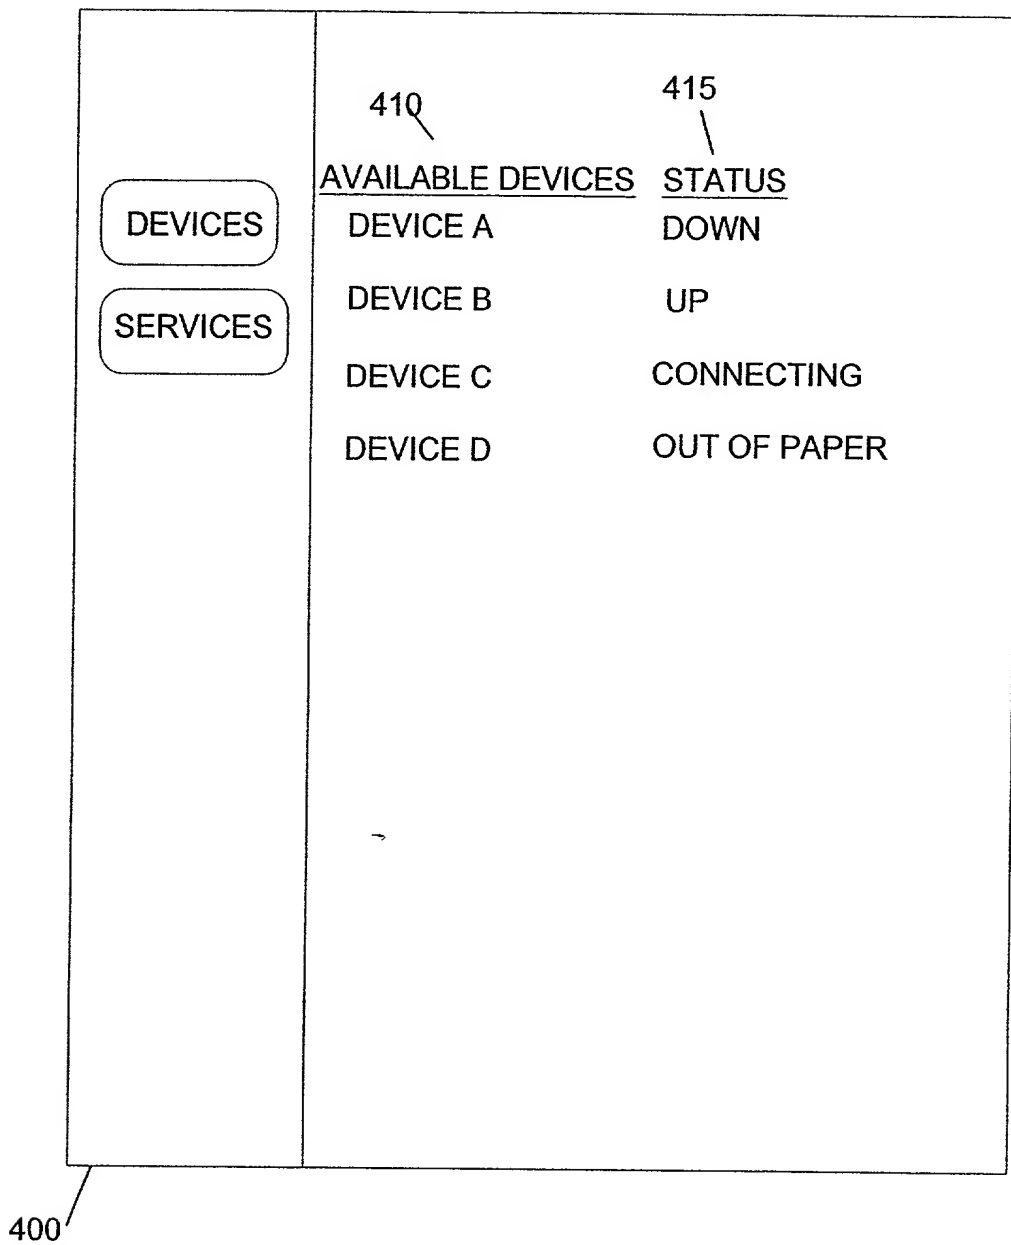 410 415
AVAILABLE DEVICES STATUS
DEVICES
SERVICES
DEVICE A DOWN
DEVICE B UP
DEVICE C CONNECTING
DEVICE D OUT OF PAPER
400